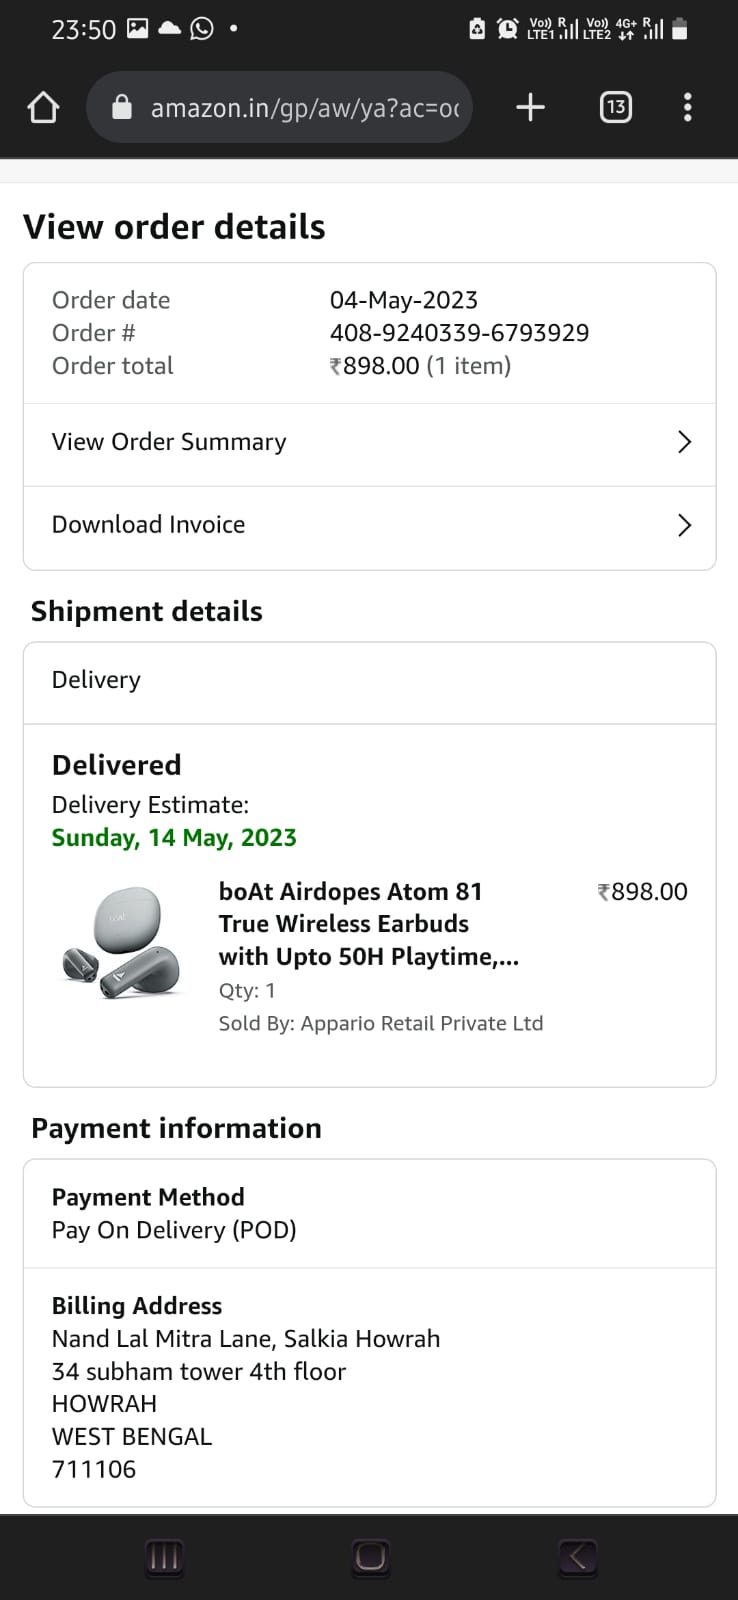 23:50
Vo)) R Vo)) 4G+ R
LTE1 LTE2
amazon.in/gp/aw/ya?ac=o
13
View order details
Order date 04-May-2023
Order # 408-9240339-6793929
Order total ₹898.00 (1 item)
View Order Summary
Download Invoice
Shipment details
Delivery
Delivered
Delivery Estimate:
Sunday, 14 May, 2023
boAt Airdopes Atom 81 ₹898.00
True Wireless Earbuds
with Upto 50H Playtime,...
Qty: 1
Sold By: Appario Retail Private Ltd
Payment information
Payment Method
Pay On Delivery (POD)
Billing Address
Nand Lal Mitra Lane, Salkia Howrah
34 subham tower 4th floor
HOWRAH
WEST BENGAL
711106